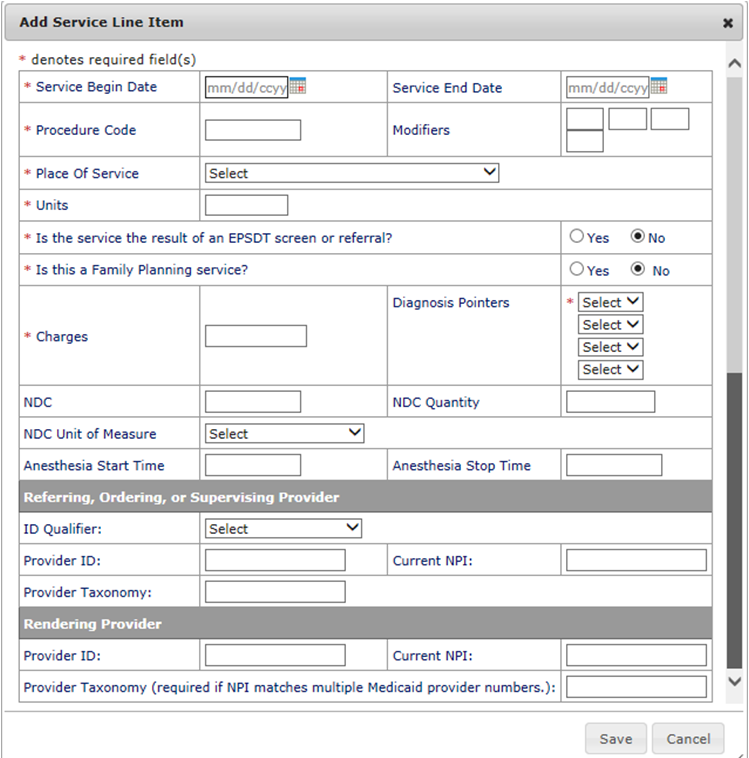 Add Service Line Item ✖
* denotes required field(s)
* Service Begin Date mm/dd/ccyy Service End Date mm/dd/ccyy
* Procedure Code Modifiers
* Place Of Service Select
* Units
* Is the service the result of an EPSDT screen or referral? Yes No
* Is this a Family Planning service? Yes No
Diagnosis Pointers * Select
Select
* Charges
Select
Select
NDC NDC Quantity
NDC Unit of Measure Select
Anesthesia Start Time Anesthesia Stop Time
Referring, Ordering, or Supervising Provider
ID Qualifier: Select
Provider ID: Current NPI:
Provider Taxonomy:
Rendering Provider
Provider ID: Current NPI:
Provider Taxonomy (required if NPI matches multiple Medicaid provider numbers.):
Save Cancel